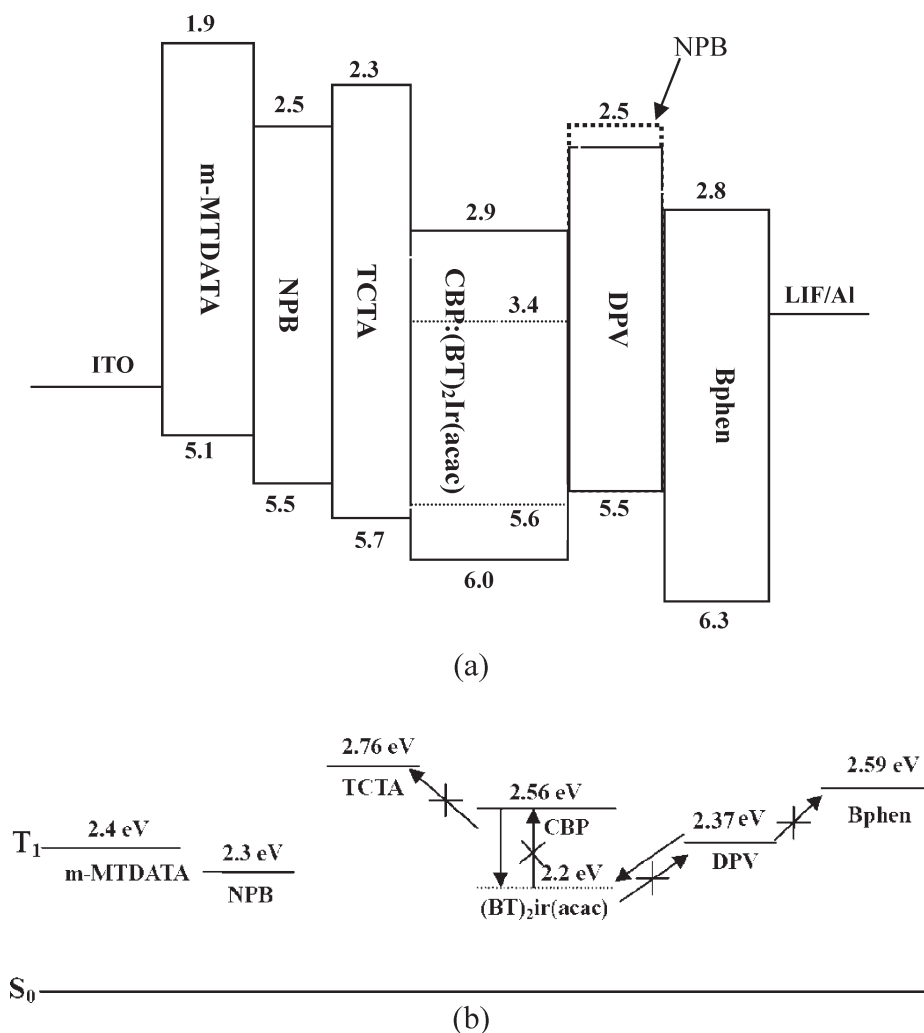 1.9
NPB
2.3
2.5
2.5
2.8
2.9
m-MTDATA
NPB
TCTA
CBP:(BT)₂Ir(acac)
3.4
DPV
Bphen
LIF/Al
ITO
5.1
5.5
5.6
5.5
5.7
6.0
6.3
(a)
2.76 eV
TCTA
2.59 eV
Bphen
2.56 eV
CBP
T₁
2.4 eV
m-MTDATA
2.3 eV
NPB
2.37 eV
DPV
2.2 eV
(BT)₂ir(acac)
S₀
(b)